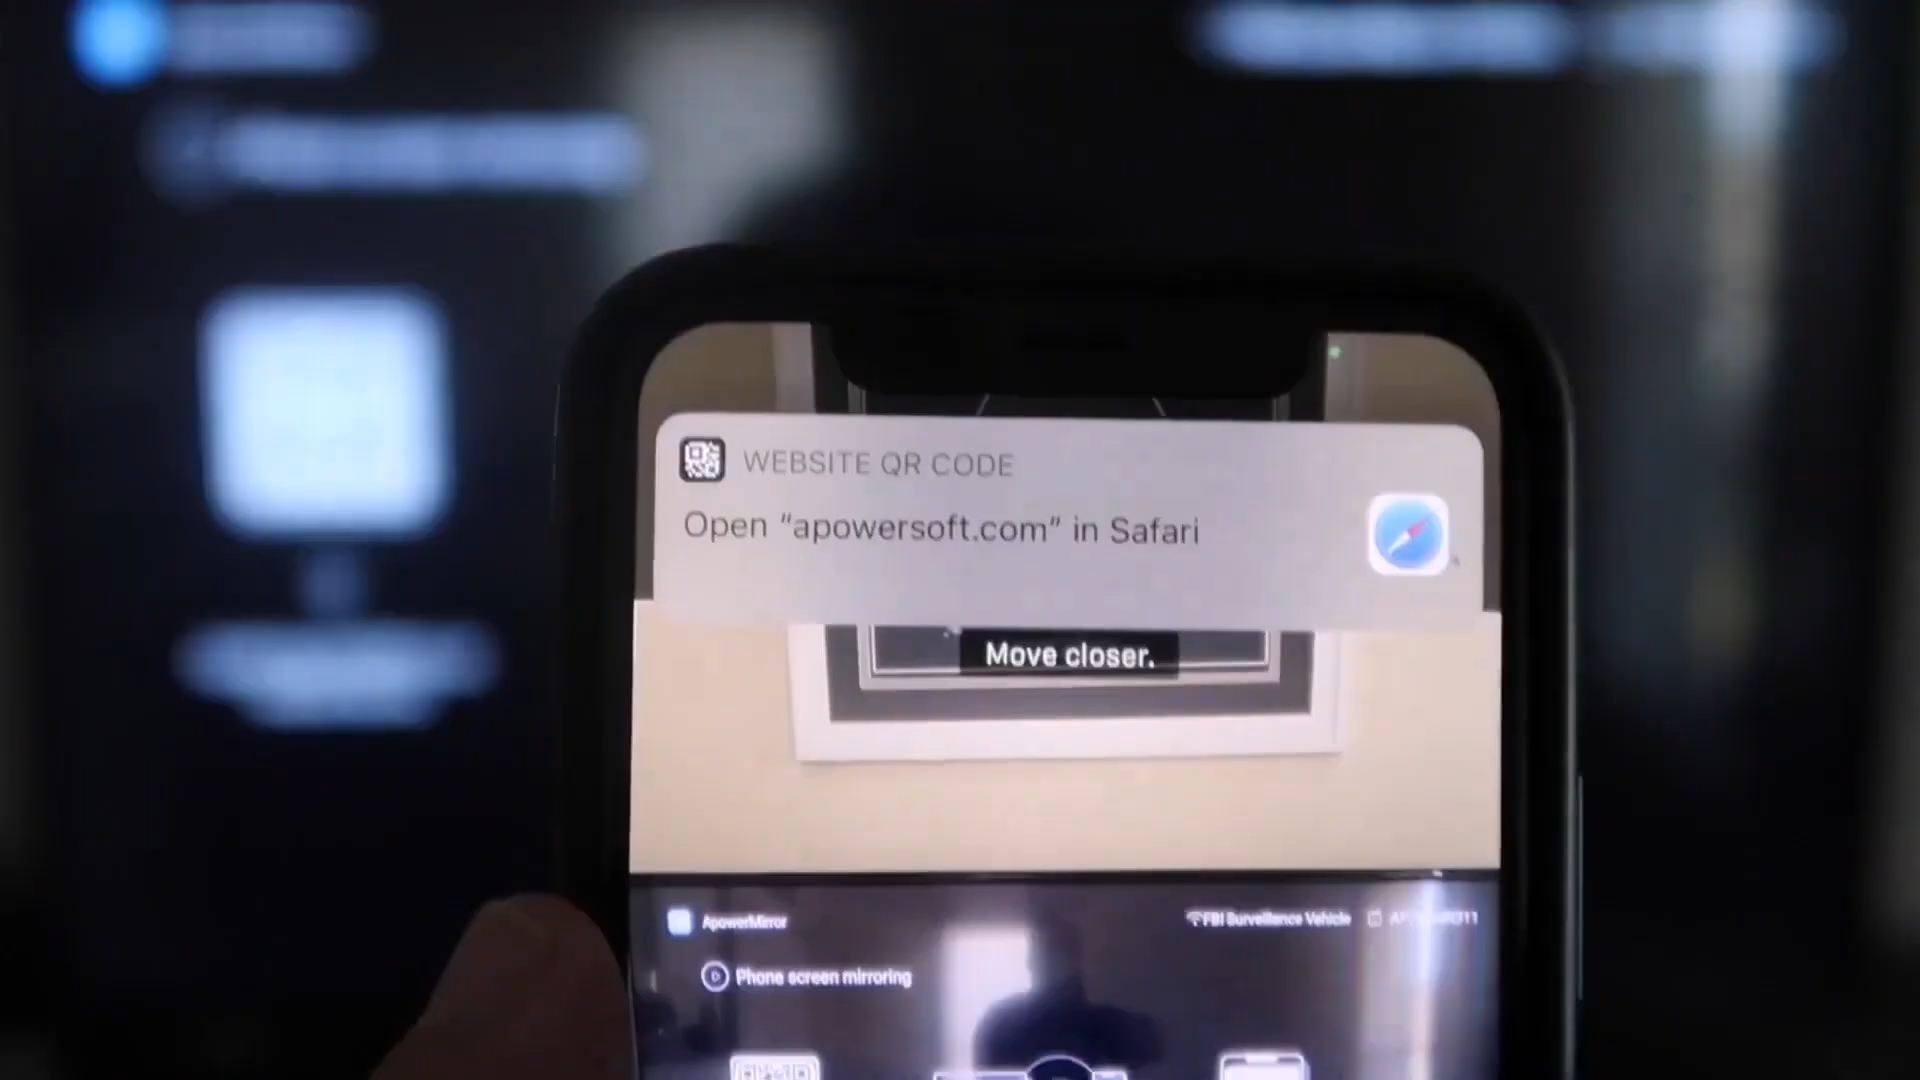 WEBSITE QR CODE
Open “apowersoft.com” in Safari
Move closer.
ApowerMirror
FBI Surveillance Vehicle
Phone screen mirroring